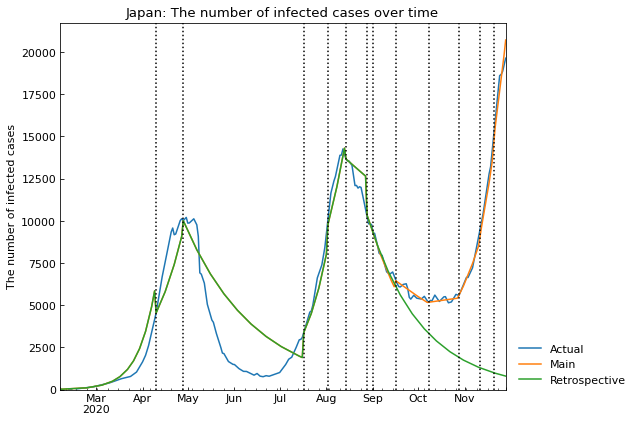 Japan: The number of infected cases over time
The number of infected cases
20000
17500
15000
12500
10000
7500
5000
2500
0
Mar Apr May Jun Jul Aug Sep Oct Nov
2020
Actual
Main
Retrospective